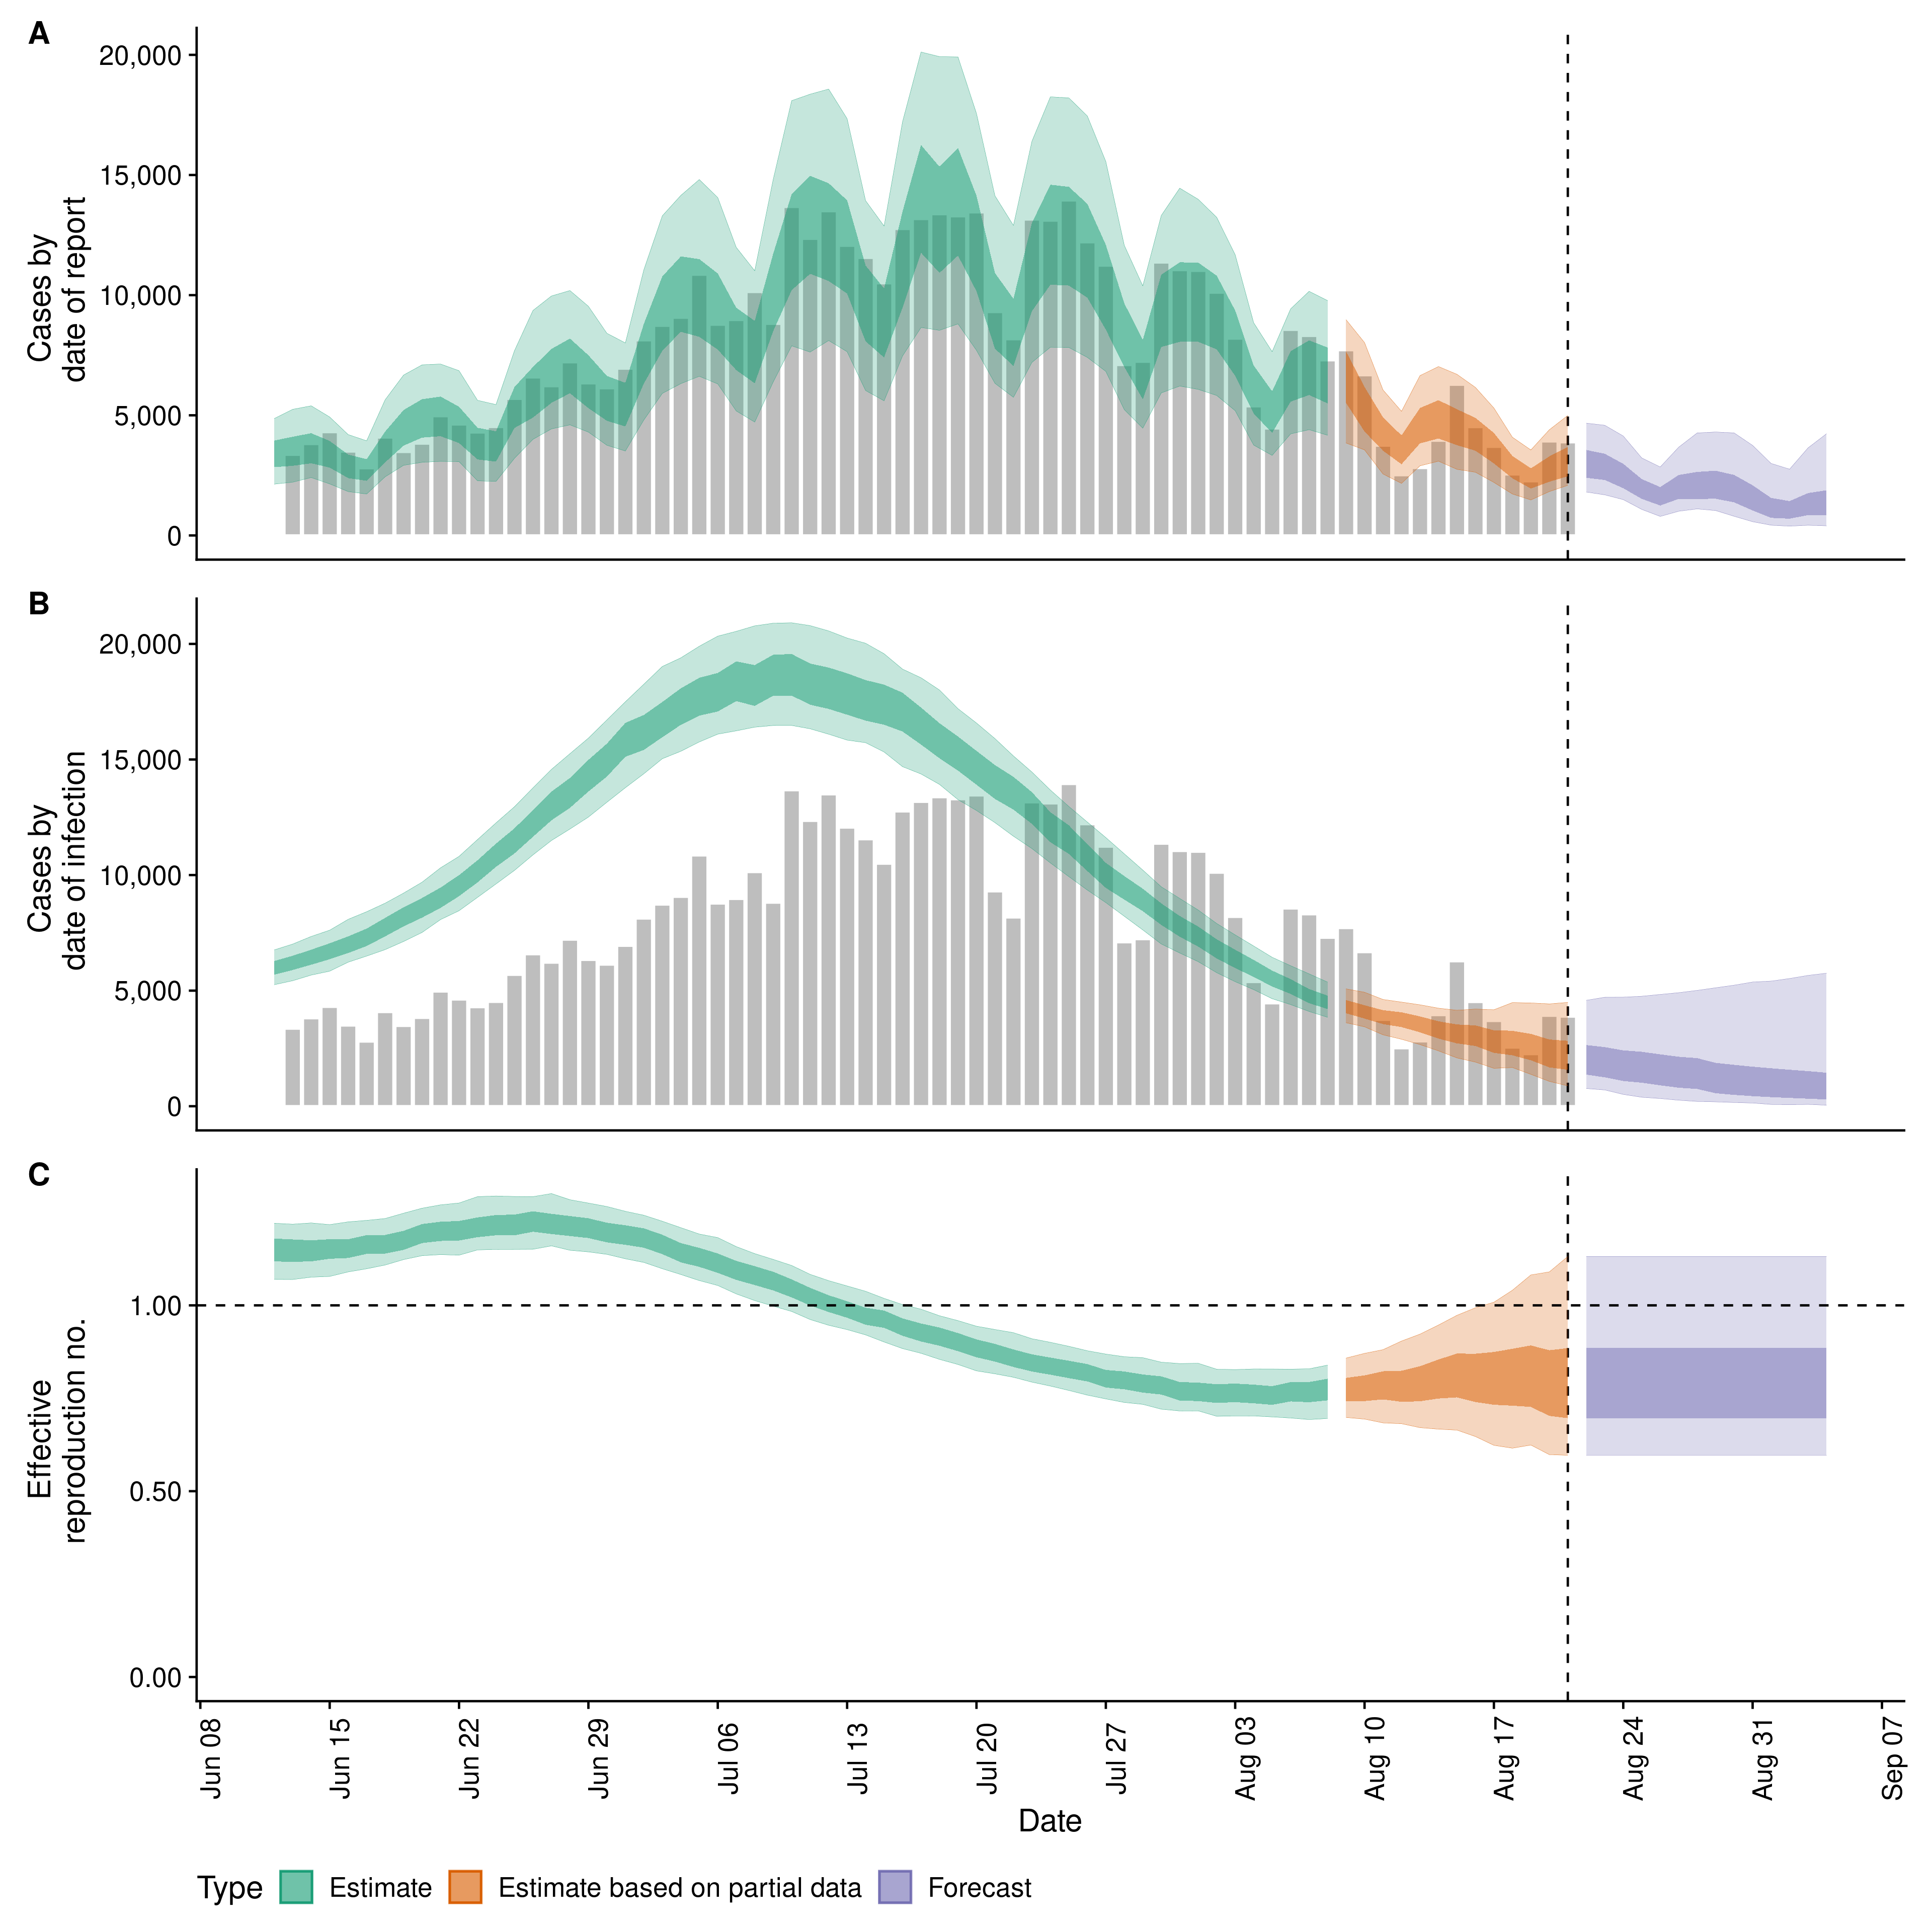 A
20,000
15,000
10,000
5,000
0
Cases by
date of report
B
20,000
15,000
10,000
5,000
0
Cases by
date of infection
C
1.00
0.50
0.00
Effective
reproduction no.
Jun 08
Jun 15
Jun 22
Jun 29
Jul 06
Jul 13
Jul 20
Jul 27
Aug 03
Aug 10
Aug 17
Aug 24
Aug 31
Sep 07
Date
Type
Estimate
Estimate based on partial data
Forecast